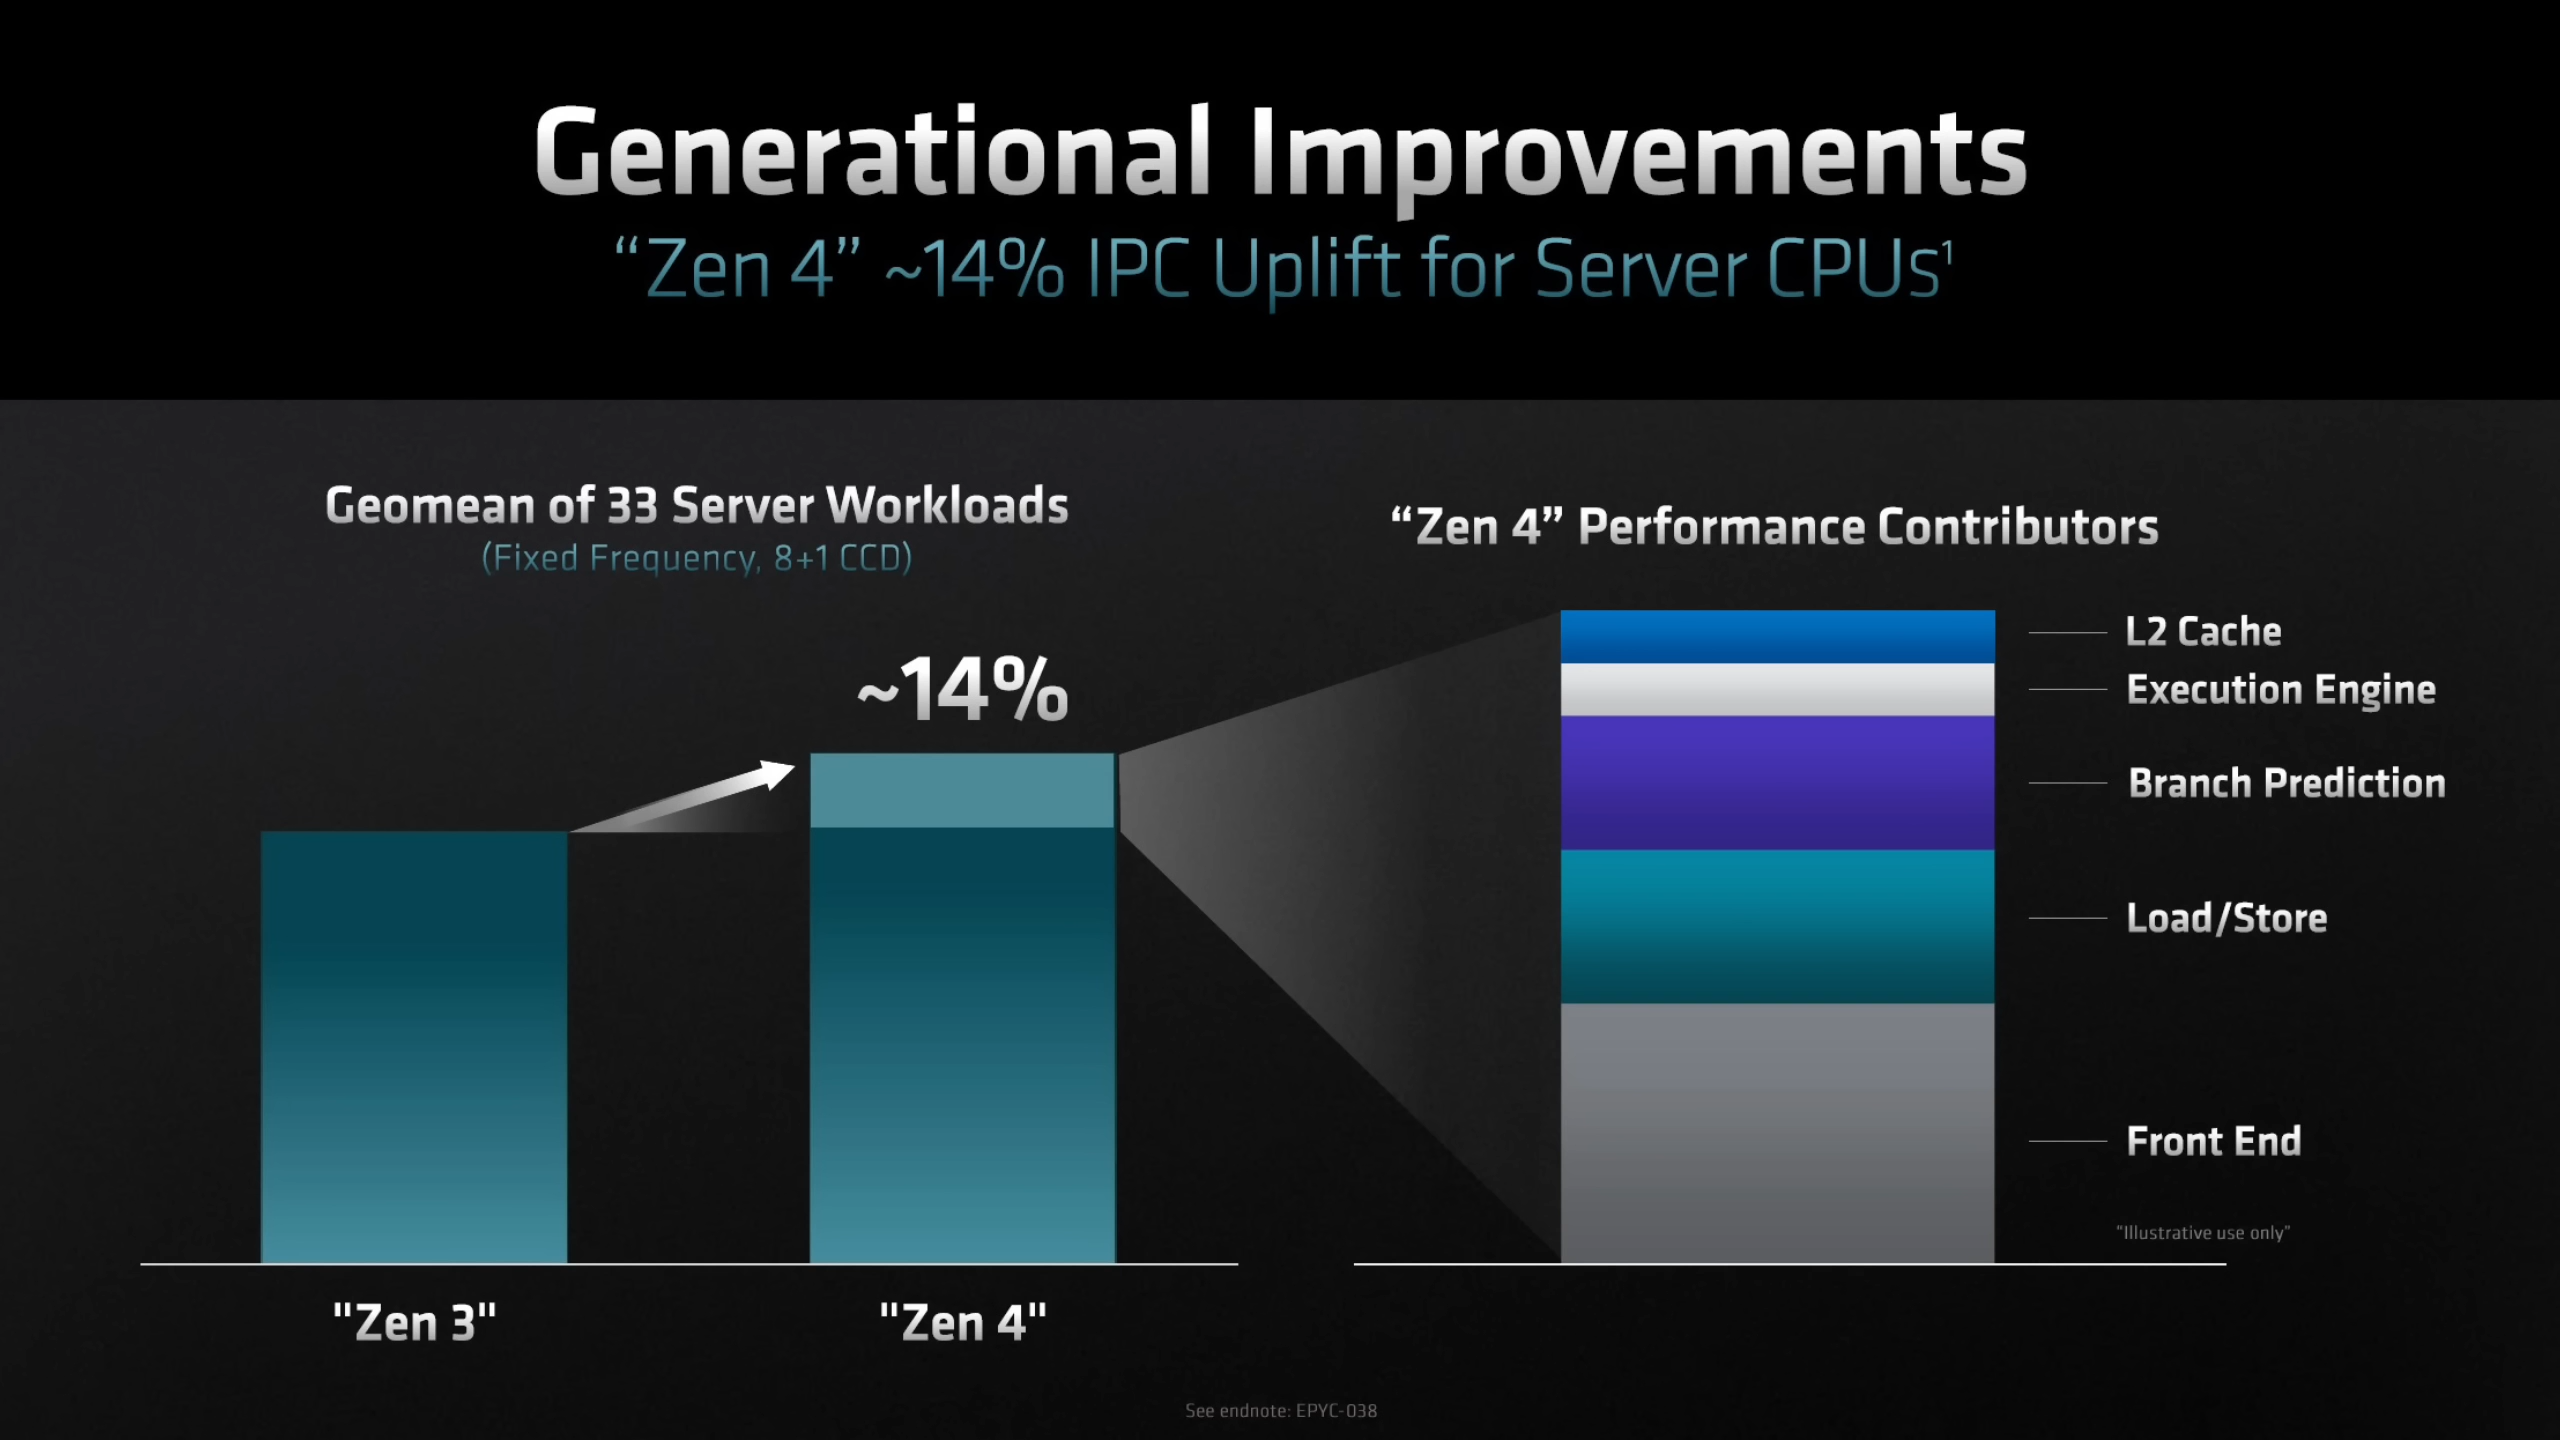 Generational Improvements
“Zen 4” ~14% IPC Uplift for Server CPUs¹
Geomean of 33 Server Workloads
(Fixed Frequency, 8+1 CCD)
~14%
"Zen 3"
"Zen 4"
“Zen 4” Performance Contributors
L2 Cache
Execution Engine
Branch Prediction
Load/Store
Front End
"Illustrative use only"
See endnote: EPYC-038